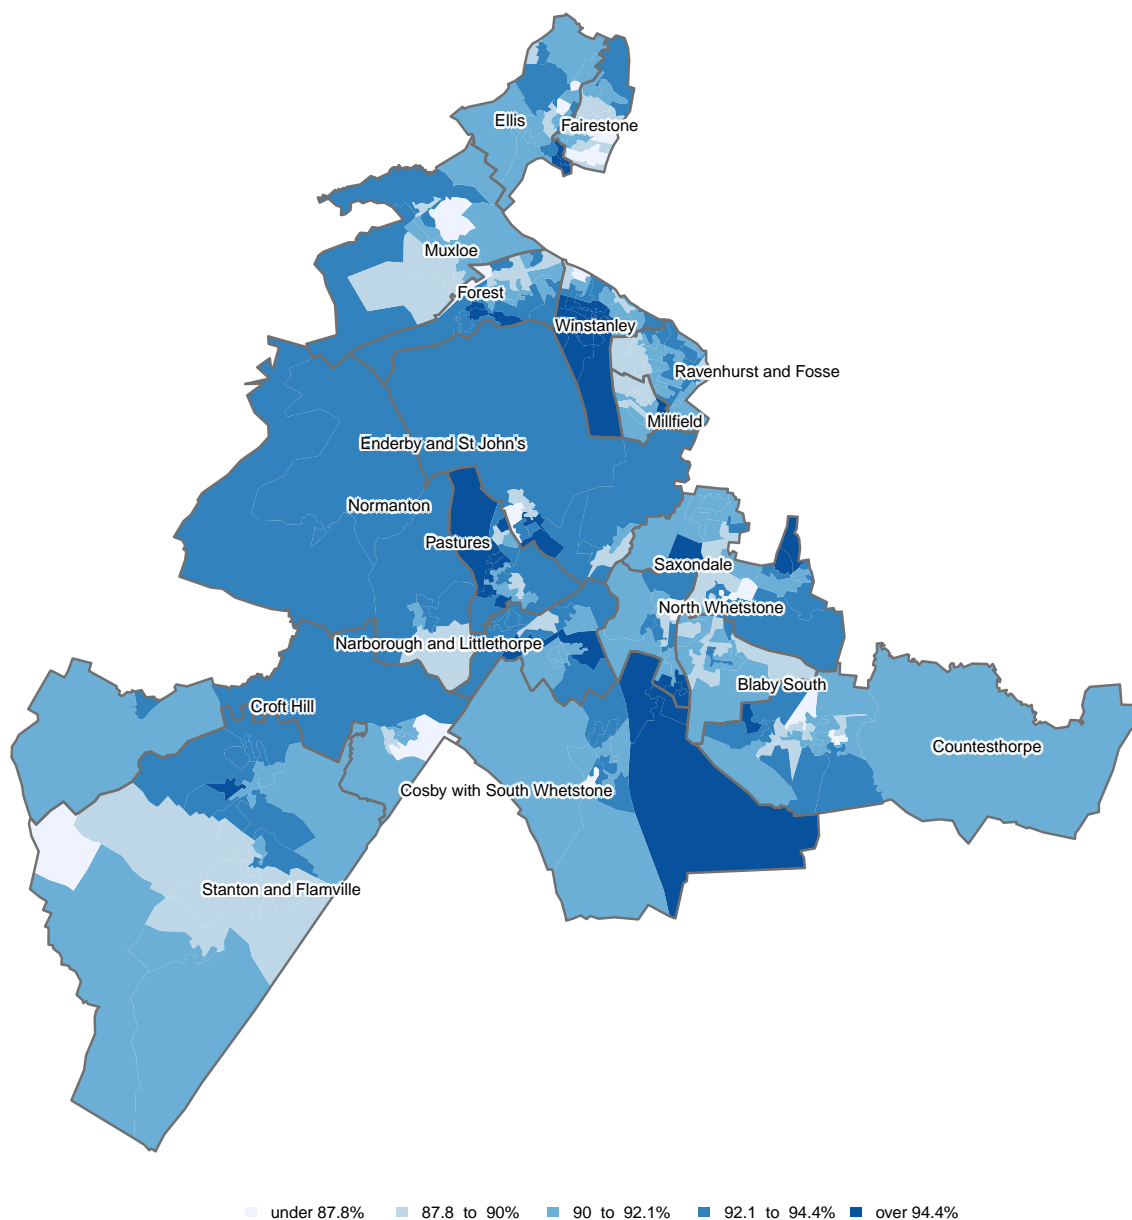 Ellis
Fairestone
Muxloe
Forest
Winstanley
Ravenhurst and Fosse
Millfield
Enderby and St John's
Normanton
Pastures
Saxondale
North Whetstone
Narborough and Littlethorpe
Blaby South
Croft Hill
Countesthorpe
Cosby with South Whetstone
Stanton and Flamville
under 87.8% 87.8 to 90% 90 to 92.1% 92.1 to 94.4% over 94.4%